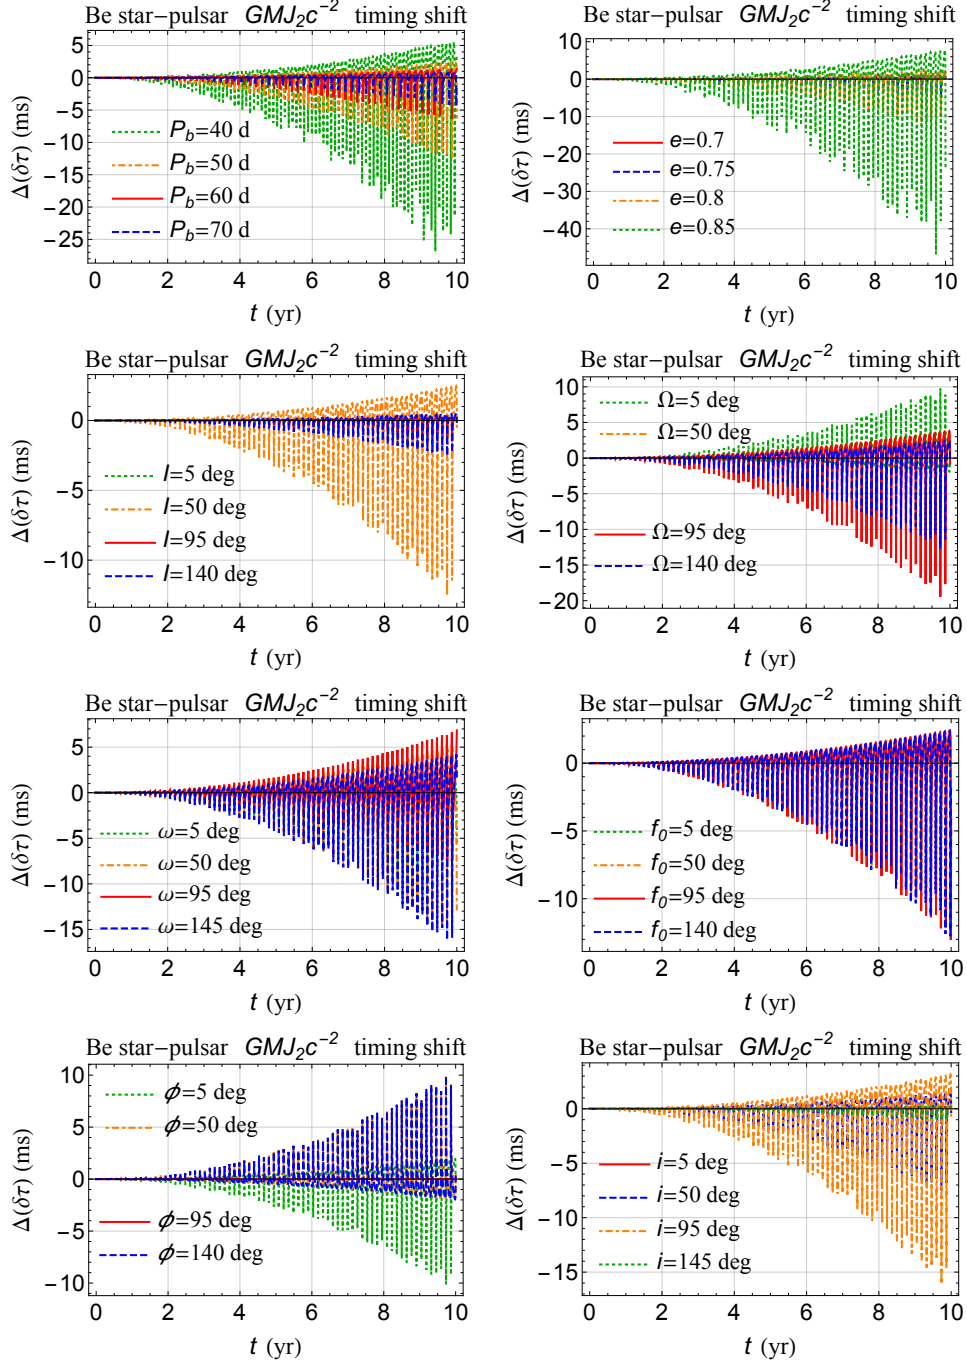 Be star−pulsar GMJ₂c⁻² timing shift
Δ(δτ) (ms)
5
0
−5
−10
−15
−20
−25
P_b=40 d
P_b=50 d
P_b=60 d
P_b=70 d
0 2 4 6 8 10
t (yr)
Be star−pulsar GMJ₂c⁻² timing shift
Δ(δτ) (ms)
10
0
−10
−20
−30
−40
e=0.7
e=0.75
e=0.8
e=0.85
0 2 4 6 8 10
t (yr)
Be star−pulsar GMJ₂c⁻² timing shift
Δ(δτ) (ms)
0
−5
−10
I=5 deg
I=50 deg
I=95 deg
I=140 deg
0 2 4 6 8 10
t (yr)
Be star−pulsar GMJ₂c⁻² timing shift
Δ(δτ) (ms)
10
5
0
−5
−10
−15
−20
Ω=5 deg
Ω=50 deg
Ω=95 deg
Ω=140 deg
0 2 4 6 8 10
t (yr)
Be star−pulsar GMJ₂c⁻² timing shift
Δ(δτ) (ms)
5
0
−5
−10
−15
ω=5 deg
ω=50 deg
ω=95 deg
ω=145 deg
0 2 4 6 8 10
t (yr)
Be star−pulsar GMJ₂c⁻² timing shift
Δ(δτ) (ms)
0
−5
−10
f₀=5 deg
f₀=50 deg
f₀=95 deg
f₀=140 deg
0 2 4 6 8 10
t (yr)
Be star−pulsar GMJ₂c⁻² timing shift
Δ(δτ) (ms)
10
5
0
−5
−10
ϕ=5 deg
ϕ=50 deg
ϕ=95 deg
ϕ=140 deg
0 2 4 6 8 10
t (yr)
Be star−pulsar GMJ₂c⁻² timing shift
Δ(δτ) (ms)
0
−5
−10
−15
i=5 deg
i=50 deg
i=95 deg
i=145 deg
0 2 4 6 8 10
t (yr)